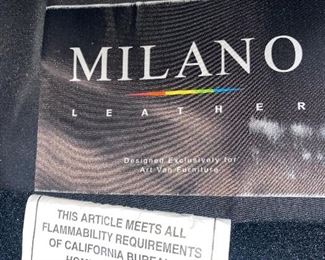 MILANO
LEATHER
Designed Exclusively for
Art Van Furniture
THIS ARTICLE MEETS ALL
FLAMMABILITY REQUIREMENTS
OF CALIFORNIA BUREAU